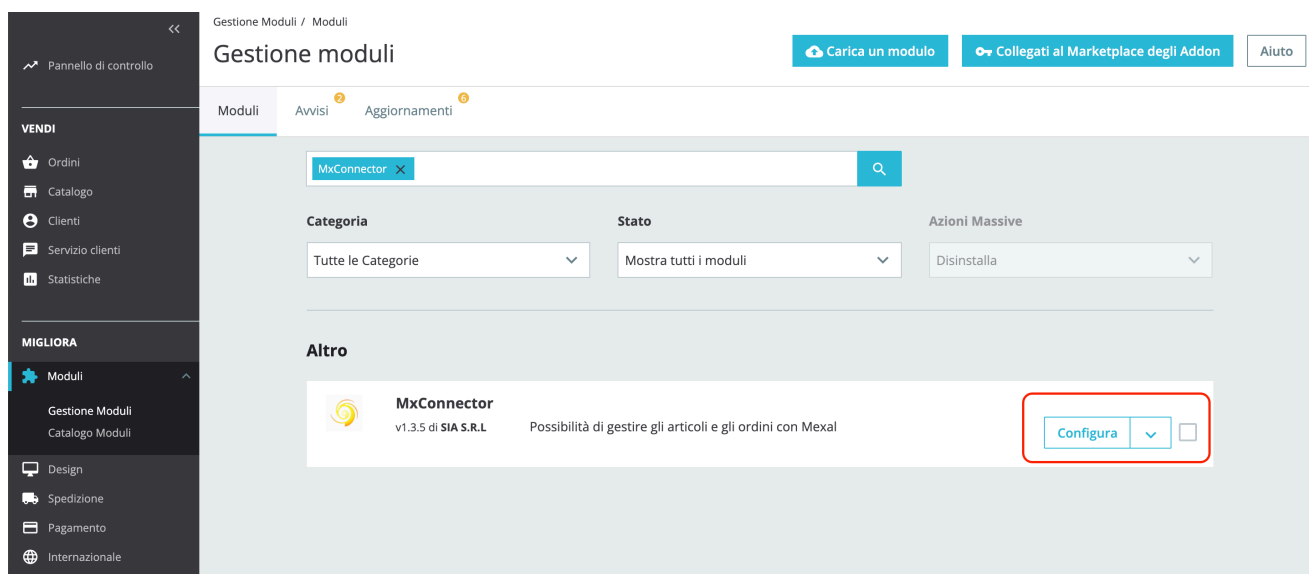 Gestione Moduli / Moduli
Gestione moduli
Carica un modulo
Collegati al Marketplace degli Addon
Aiuto
Pannello di controllo
VENDI
Ordini
Catalogo
Clienti
Servizio clienti
Statistiche
MIGLIORA
Moduli
Gestione Moduli
Catalogo Moduli
Design
Spedizione
Pagamento
Internazionale
Moduli
Avvisi 2
Aggiornamenti 6
MxConnector
Categoria
Stato
Azioni Massive
Tutte le Categorie
Mostra tutti i moduli
Disinstalla
Altro
MxConnector
v1.3.5 di SIA S.R.L
Possibilità di gestire gli articoli e gli ordini con Mexal
Configura